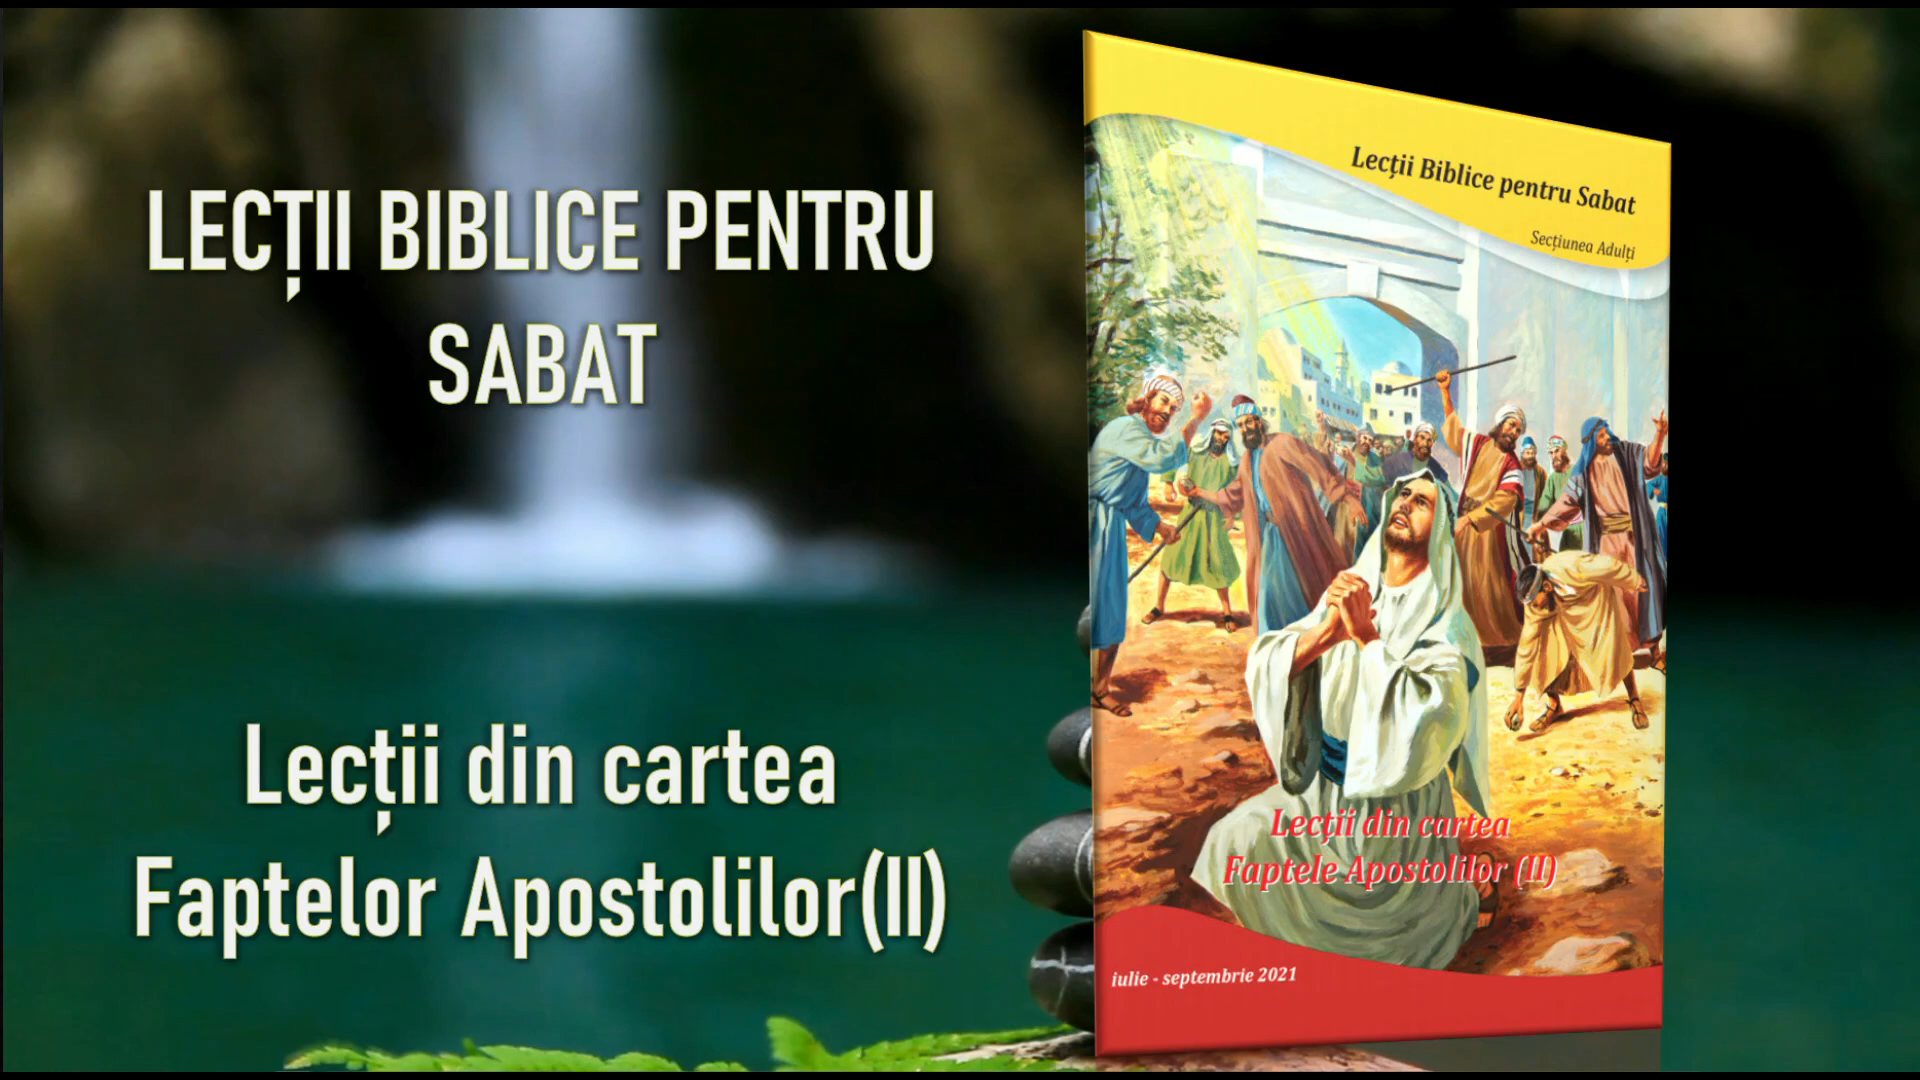 LECȚII BIBLICE PENTRU
SABAT
Lecții din cartea
Faptelor Apostolilor(II)
Lecții Biblice pentru Sabat
Secțiunea Adulți
Lecții din cartea
Faptele Apostolilor (II)
iulie - septembrie 2021